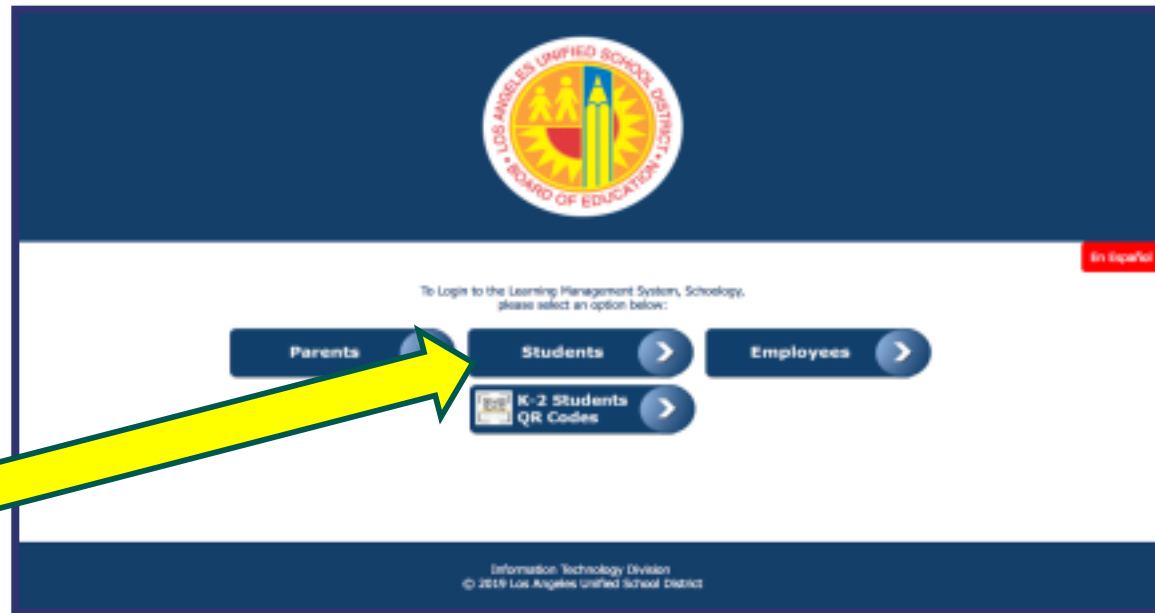 LOS ANGELES UNIFIED SCHOOL DISTRICT • BOARD OF EDUCATION •
En Español
To Login to the Learning Management System, Schoology,
please select an option below:
Parents
Students
Employees
K-2 Students
QR Codes
Information Technology Division
© 2019 Los Angeles Unified School District